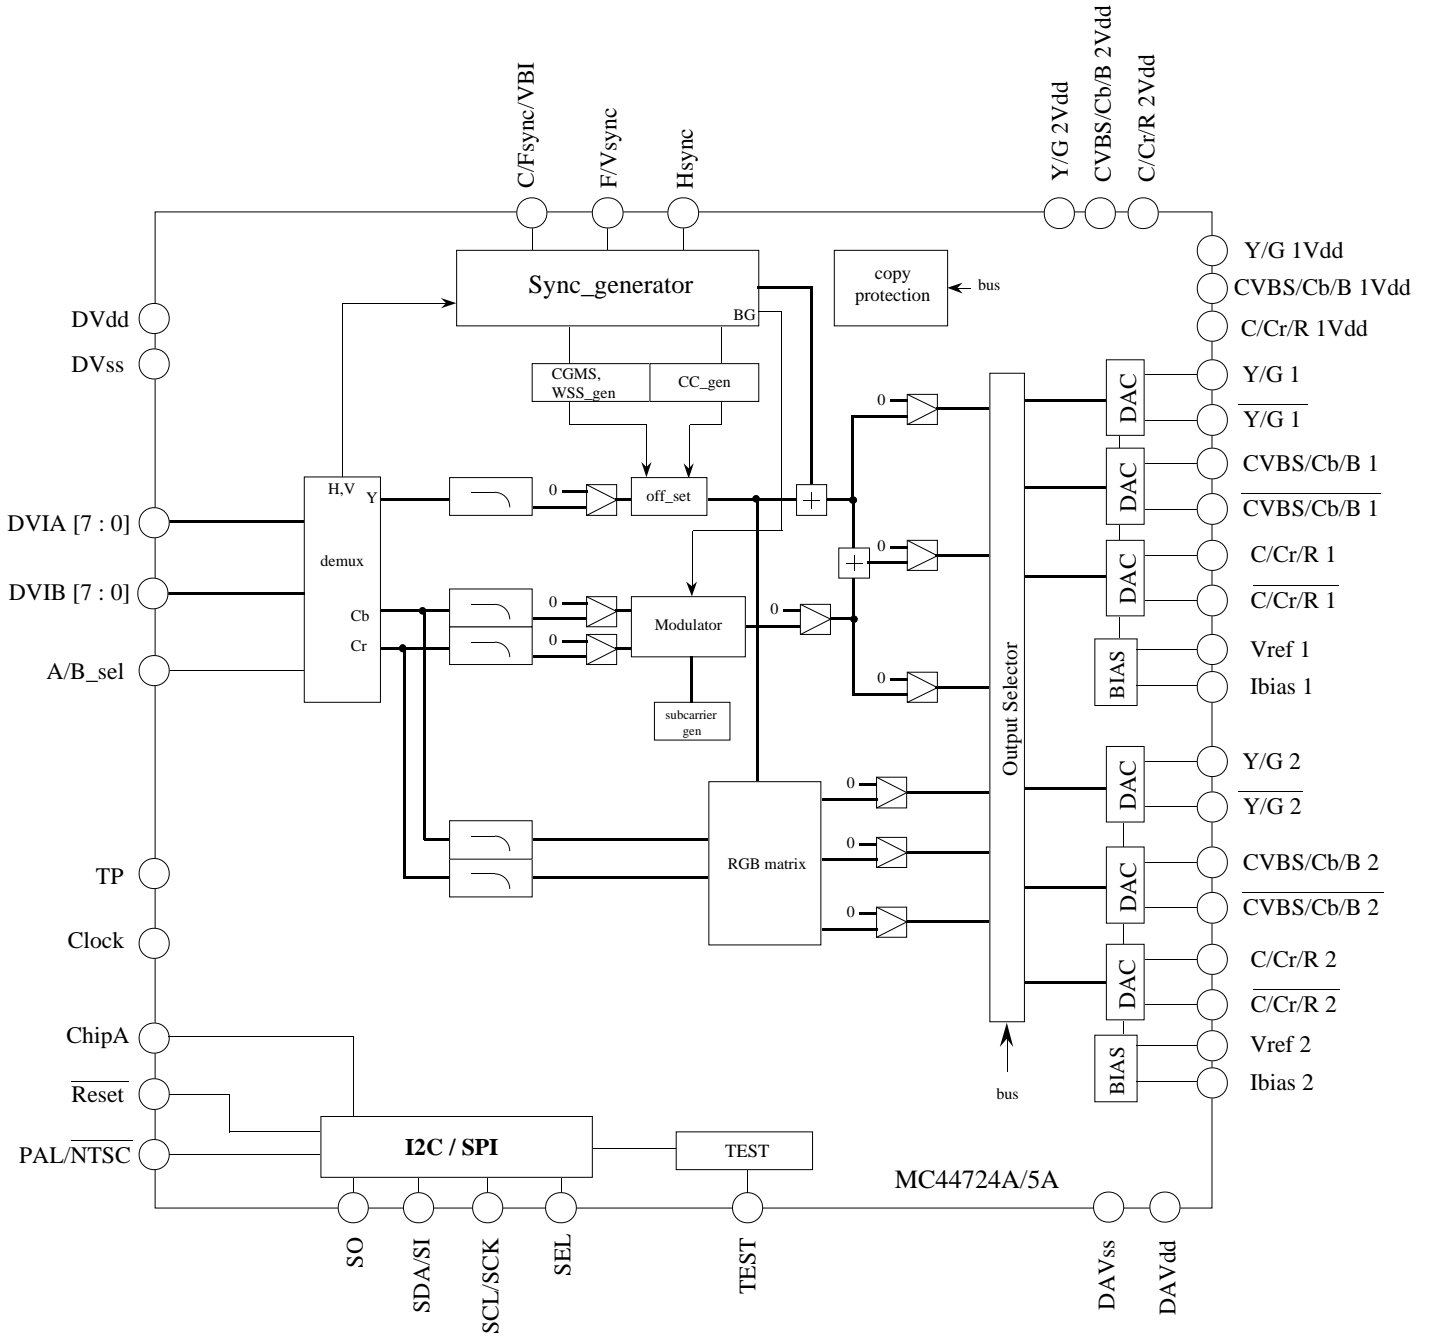 C/Fsync/VBI
F/Vsync
Hsync
Y/G 2Vdd
CVBS/Cb/B 2Vdd
C/Cr/R 2Vdd
Sync_generator
BG
copy
protection
bus
Y/G 1Vdd
CVBS/Cb/B 1Vdd
C/Cr/R 1Vdd
DVdd
DVss
CGMS,
WSS_gen
CC_gen
0
DAC
Y/G 1
Y/G 1
H,V
Y
0
off_set
+
DAC
CVBS/Cb/B 1
CVBS/Cb/B 1
DVIA [7 : 0]
demux
0
+
DAC
C/Cr/R 1
C/Cr/R 1
DVIB [7 : 0]
Cb
0
Modulator
0
Cr
0
A/B_sel
0
BIAS
Vref 1
Ibias 1
subcarrier
gen
Output Selector
0
DAC
Y/G 2
Y/G 2
RGB matrix
0
DAC
CVBS/Cb/B 2
CVBS/Cb/B 2
TP
0
Clock
DAC
C/Cr/R 2
C/Cr/R 2
ChipA
BIAS
Vref 2
Ibias 2
Reset
bus
PAL/NTSC
I2C / SPI
TEST
MC44724A/5A
SO
SDA/SI
SCL/SCK
SEL
TEST
DAVss
DAVdd